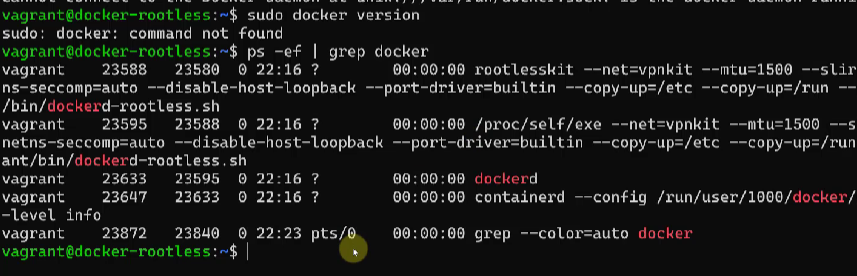 vagrant@docker-rootless:~$ sudo docker version
sudo: docker: command not found
vagrant@docker-rootless:~$ ps -ef | grep docker
vagrant 23588 23580 0 22:16 ? 00:00:00 rootlesskit --net=vpnkit --mtu=1500 --slir
ns-seccomp=auto --disable-host-loopback --port-driver=builtin --copy-up=/etc --copy-up=/run --
/bin/dockerd-rootless.sh
vagrant 23595 23588 0 22:16 ? 00:00:00 /proc/self/exe --net=vpnkit --mtu=1500 --s
netns-seccomp=auto --disable-host-loopback --port-driver=builtin --copy-up=/etc --copy-up=/run
ant/bin/dockerd-rootless.sh
vagrant 23633 23595 0 22:16 ? 00:00:00 dockerd
vagrant 23647 23633 0 22:16 ? 00:00:00 containerd --config /run/user/1000/docker/
-level info
vagrant 23872 23840 0 22:23 pts/0 00:00:00 grep --color=auto docker
vagrant@docker-rootless:~$